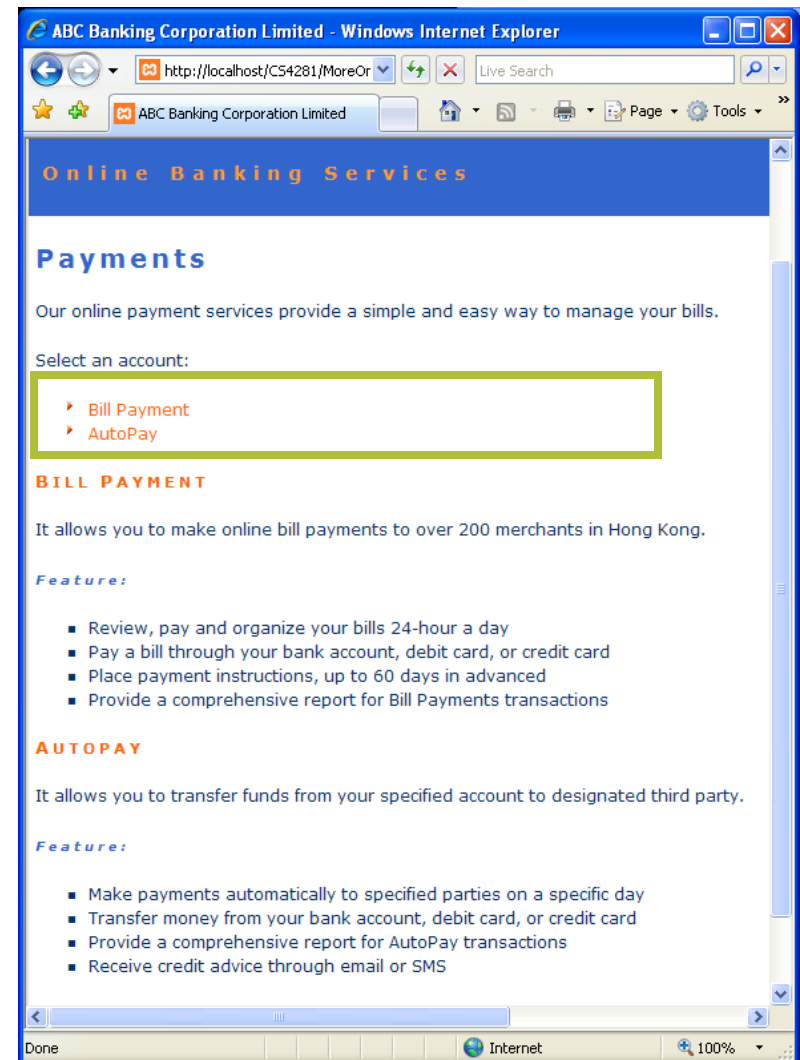 ABC Banking Corporation Limited - Windows Internet Explorer
http://localhost/CS4281/MoreOr
Live Search
ABC Banking Corporation Limited
Page
Tools
»
Online Banking Services
Payments
Our online payment services provide a simple and easy way to manage your bills.
Select an account:
Bill Payment
AutoPay
BILL PAYMENT
It allows you to make online bill payments to over 200 merchants in Hong Kong.
Feature:
Review, pay and organize your bills 24-hour a day
Pay a bill through your bank account, debit card, or credit card
Place payment instructions, up to 60 days in advanced
Provide a comprehensive report for Bill Payments transactions
AUTOPAY
It allows you to transfer funds from your specified account to designated third party.
Feature:
Make payments automatically to specified parties on a specific day
Transfer money from your bank account, debit card, or credit card
Provide a comprehensive report for AutoPay transactions
Receive credit advice through email or SMS
Done
Internet
100%